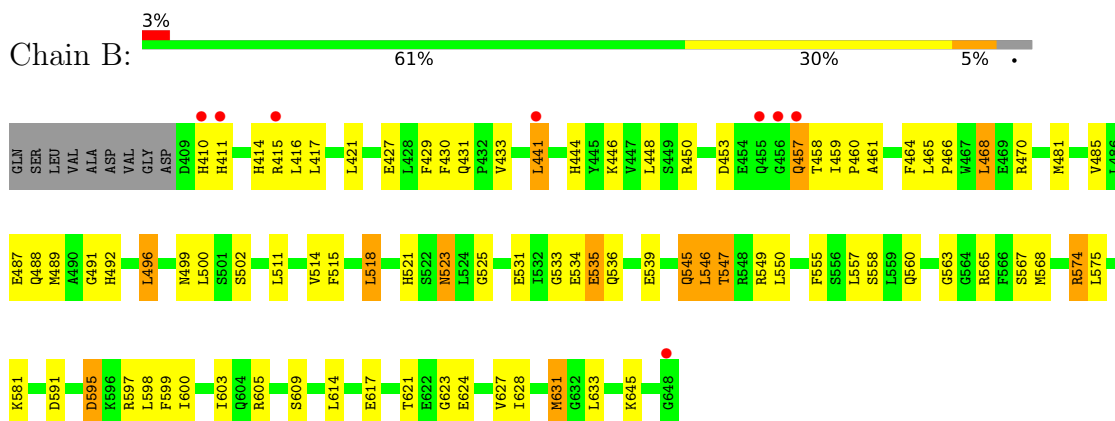 3%
Chain B:
61% 30% 5% •
GLN SER LEU VAL ALA ASP VAL GLY ASP D409 H410 H411 H414 R415 L416 L417 L421 E427 L428 F429 F430 Q431 P432 V433 L441 H444 Y445 K446 V447 L448 S449 R450 D453 E454 Q455 G456 Q457 T458 I459 P460 A461 F464 L465 P466 W467 L468 E469 R470 M481 V485 L486
E487 Q488 M489 A490 G491 H492 L496 N499 L500 S501 S502 L511 V514 F515 L518 H521 S522 N523 L524 G525 E531 I532 G533 E534 E535 Q536 E539 Q545 L546 T547 R548 R549 L550 F555 S556 L557 S558 L559 Q560 G563 G564 R565 F566 S567 M568 R574 L575
K581 D591 D595 K596 R597 L598 F599 I600 I603 Q604 R605 S609 L614 E617 T621 E622 G623 E624 V627 I628 M631 G632 L633 K645 G648